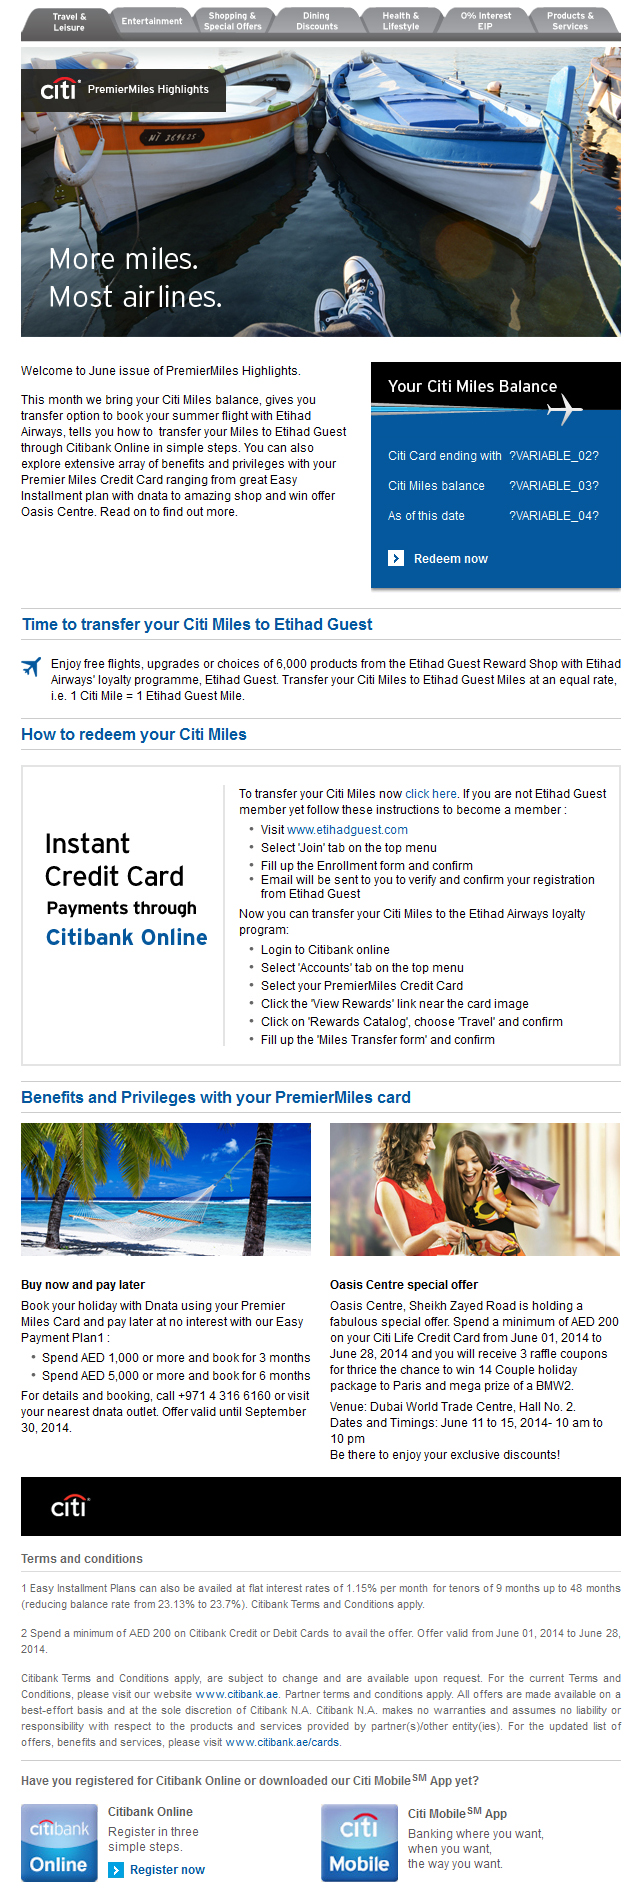 Travel &
Leisure
Entertainment
Shopping &
Special Offers
Dining
Discounts
Health &
Lifestyle
0% Interest
EIP
Products &
Services
citi PremierMiles Highlights
NI 369625
More miles.
Most airlines.
Welcome to June issue of PremierMiles Highlights.
This month we bring your Citi Miles balance, gives you
transfer option to book your summer flight with Etihad
Airways, tells you how to transfer your Miles to Etihad Guest
through Citibank Online in simple steps. You can also
explore extensive array of benefits and privileges with your
Premier Miles Credit Card ranging from great Easy
Installment plan with dnata to amazing shop and win offer
Oasis Centre. Read on to find out more.
Your Citi Miles Balance
Citi Card ending with ?VARIABLE_02?
Citi Miles balance ?VARIABLE_03?
As of this date ?VARIABLE_04?
Redeem now
Time to transfer your Citi Miles to Etihad Guest
Enjoy free flights, upgrades or choices of 6,000 products from the Etihad Guest Reward Shop with Etihad
Airways' loyalty programme, Etihad Guest. Transfer your Citi Miles to Etihad Guest Miles at an equal rate,
i.e. 1 Citi Mile = 1 Etihad Guest Mile.
How to redeem your Citi Miles
Instant
Credit Card
Payments through
Citibank Online
To transfer your Citi Miles now click here. If you are not Etihad Guest
member yet follow these instructions to become a member :
• Visit www.etihadguest.com
• Select 'Join' tab on the top menu
• Fill up the Enrollment form and confirm
• Email will be sent to you to verify and confirm your registration
from Etihad Guest
Now you can transfer your Citi Miles to the Etihad Airways loyalty
program:
• Login to Citibank online
• Select 'Accounts' tab on the top menu
• Select your PremierMiles Credit Card
• Click the 'View Rewards' link near the card image
• Click on 'Rewards Catalog', choose 'Travel' and confirm
• Fill up the 'Miles Transfer form' and confirm
Benefits and Privileges with your PremierMiles card
Buy now and pay later
Book your holiday with Dnata using your Premier
Miles Card and pay later at no interest with our Easy
Payment Plan1 :
• Spend AED 1,000 or more and book for 3 months
• Spend AED 5,000 or more and book for 6 months
For details and booking, call +971 4 316 6160 or visit
your nearest dnata outlet. Offer valid until September
30, 2014.
Oasis Centre special offer
Oasis Centre, Sheikh Zayed Road is holding a
fabulous special offer. Spend a minimum of AED 200
on your Citi Life Credit Card from June 01, 2014 to
June 28, 2014 and you will receive 3 raffle coupons
for thrice the chance to win 14 Couple holiday
package to Paris and mega prize of a BMW2.
Venue: Dubai World Trade Centre, Hall No. 2.
Dates and Timings: June 11 to 15, 2014- 10 am to
10 pm
Be there to enjoy your exclusive discounts!
citi
Terms and conditions
1 Easy Installment Plans can also be availed at flat interest rates of 1.15% per month for tenors of 9 months up to 48 months
(reducing balance rate from 23.13% to 23.7%). Citibank Terms and Conditions apply.
2 Spend a minimum of AED 200 on Citibank Credit or Debit Cards to avail the offer. Offer valid from June 01, 2014 to June 28,
2014.
Citibank Terms and Conditions apply, are subject to change and are available upon request. For the current Terms and
Conditions, please visit our website www.citibank.ae. Partner terms and conditions apply. All offers are made available on a
best-effort basis and at the sole discretion of Citibank N.A. Citibank N.A. makes no warranties and assumes no liability or
responsibility with respect to the products and services provided by partner(s)/other entity(ies). For the updated list of
offers, benefits and services, please visit www.citibank.ae/cards.
Have you registered for Citibank Online or downloaded our Citi Mobile℠ App yet?
citibank
Online
Citibank Online
Register in three
simple steps.
Register now
citi
Mobile
Citi Mobile℠ App
Banking where you want,
when you want,
the way you want.